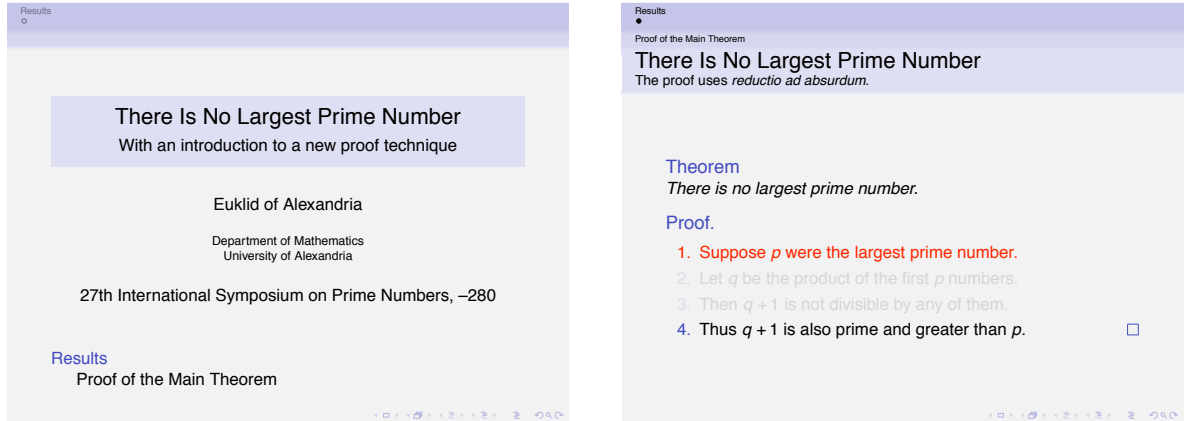 Results
There Is No Largest Prime Number
With an introduction to a new proof technique
Euklid of Alexandria
Department of Mathematics
University of Alexandria
27th International Symposium on Prime Numbers, –280
Results
Proof of the Main Theorem
Results
Proof of the Main Theorem
There Is No Largest Prime Number
The proof uses reductio ad absurdum.
Theorem
There is no largest prime number.
Proof.
1. Suppose p were the largest prime number.
2. Let q be the product of the first p numbers.
3. Then q + 1 is not divisible by any of them.
4. Thus q + 1 is also prime and greater than p.